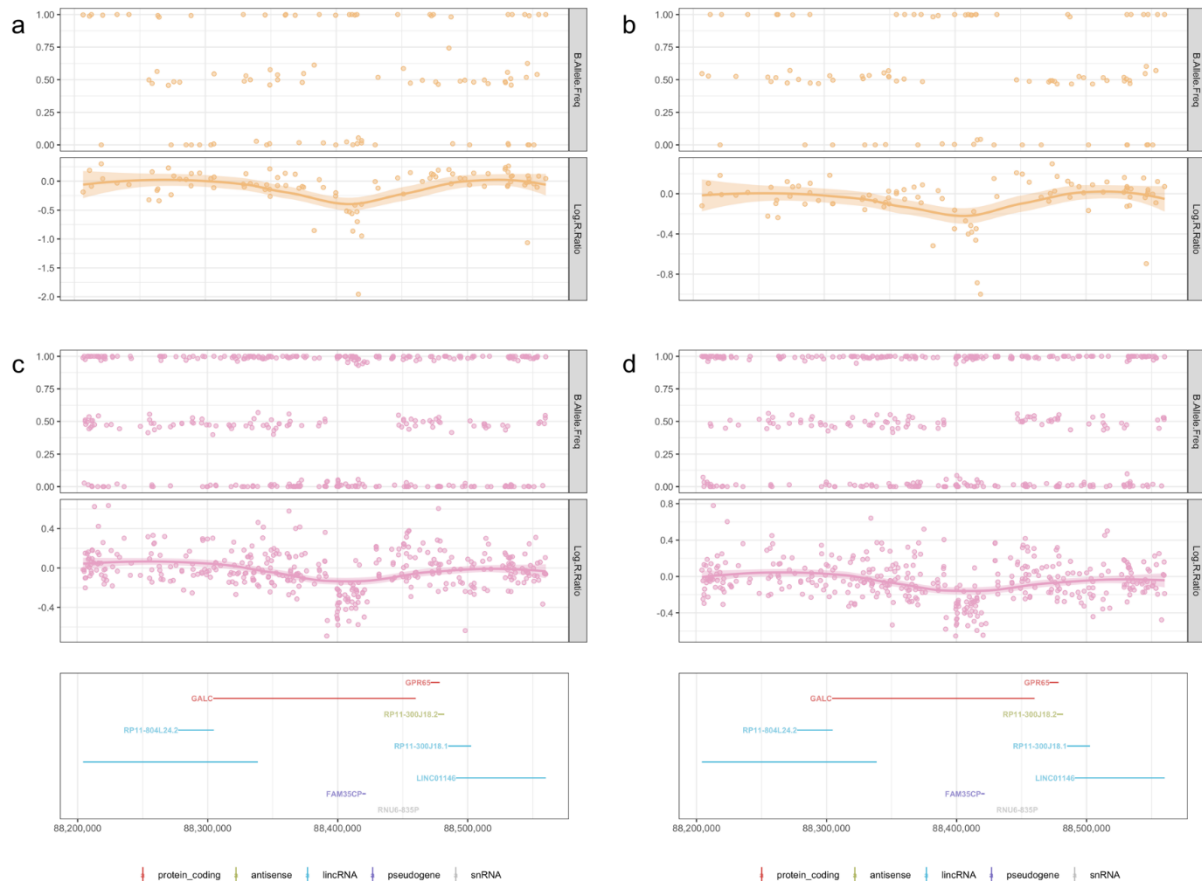 a
1.00
0.75
0.50
0.25
0.00
B.Allele.Freq
0.0
-0.5
-1.0
-1.5
-2.0
Log.R.Ratio
b
1.00
0.75
0.50
0.25
0.00
B.Allele.Freq
0.0
-0.4
-0.8
Log.R.Ratio
c
1.00
0.75
0.50
0.25
0.00
B.Allele.Freq
0.4
0.0
-0.4
Log.R.Ratio
d
1.00
0.75
0.50
0.25
0.00
B.Allele.Freq
0.8
0.4
0.0
-0.4
Log.R.Ratio
GPR65
GALC
RP11-300J18.2
RP11-804L24.2
RP11-300J18.1
LINC01146
FAM35CP
RNU6-835P
88,200,000 88,300,000 88,400,000 88,500,000
protein_coding antisense lincRNA pseudogene snRNA
GPR65
GALC
RP11-300J18.2
RP11-804L24.2
RP11-300J18.1
LINC01146
FAM35CP
RNU6-835P
88,200,000 88,300,000 88,400,000 88,500,000
protein_coding antisense lincRNA pseudogene snRNA